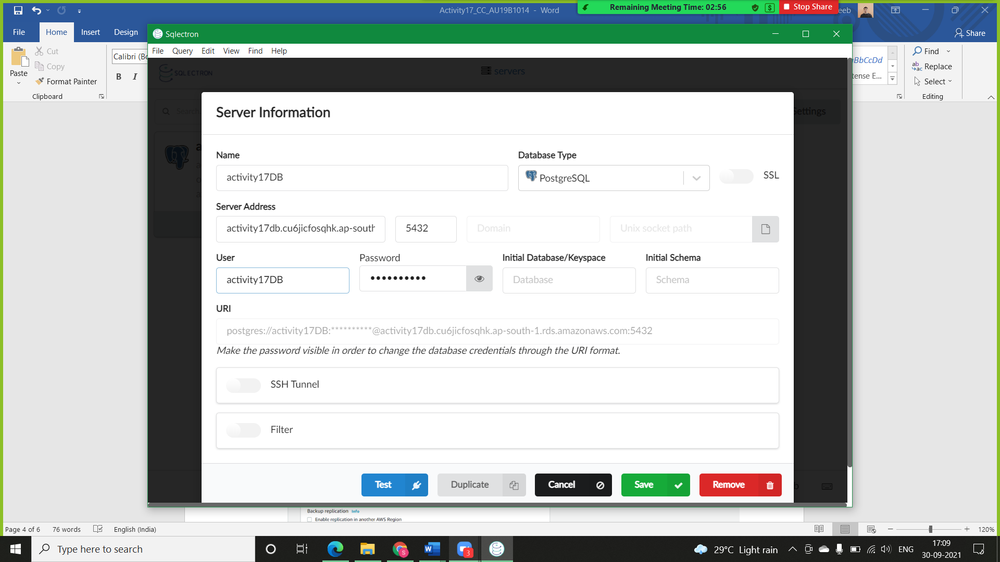 Activity17_CC_AU19B1014 - Word
Remaining Meeting Time: 02:56
$
Stop Share
eeb
File
Home
Insert
Design
Share
Cut
Copy
Paste
Format Painter
Clipboard
Calibri (Bo
B I
BbCcDd
tense E...
Find
Replace
Select
Editing
Sqlectron
File Query Edit View Find Help
SQLECTRON
servers
Search
Settings
Server Information
Name
activity17DB
Database Type
PostgreSQL
SSL
Server Address
activity17db.cu6jicfosqhk.ap-south
5432
Domain
Unix socket path
User
activity17DB
Password
••••••••••
Initial Database/Keyspace
Database
Initial Schema
Schema
URI
postgres://activity17DB:**********@activity17db.cu6jicfosqhk.ap-south-1.rds.amazonaws.com:5432
Make the password visible in order to change the database credentials through the URI format.
SSH Tunnel
Filter
Test
Duplicate
Cancel
Save
Remove
Backup replication Info
Enable replication in another AWS Region
Page 4 of 6
76 words
English (India)
120%
Type here to search
S
3
29°C Light rain
ENG
17:09
30-09-2021